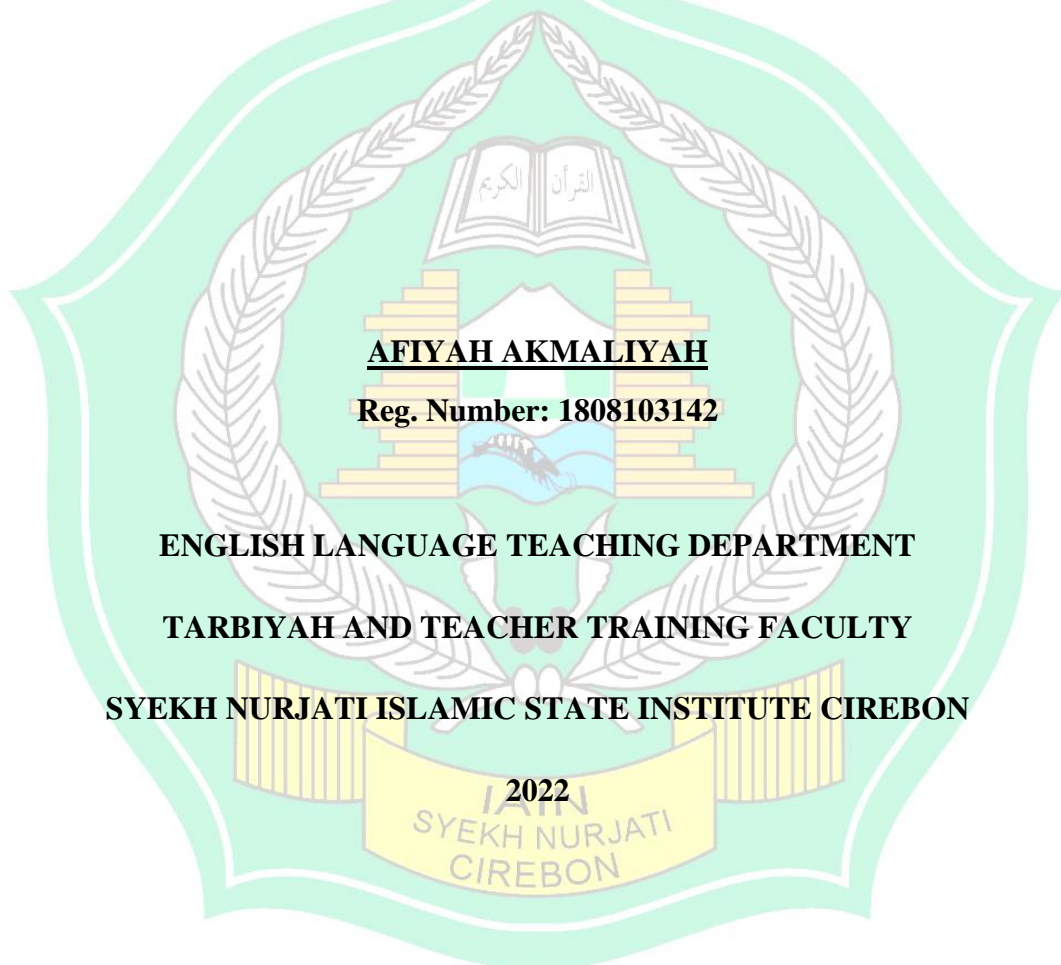 القرآن الكريم
AFIYAH AKMALIYAH
Reg. Number: 1808103142
ENGLISH LANGUAGE TEACHING DEPARTMENT
TARBIYAH AND TEACHER TRAINING FACULTY
SYEKH NURJATI ISLAMIC STATE INSTITUTE CIREBON
2022
IAIN
SYEKH NURJATI
CIREBON